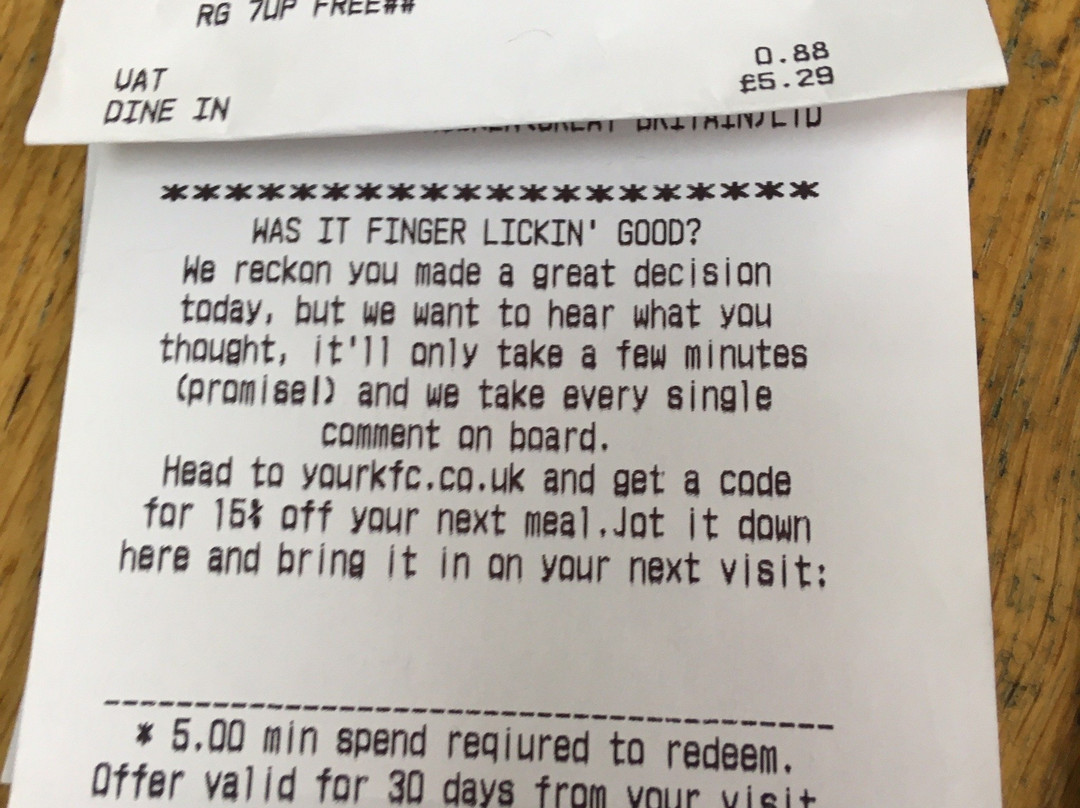 RG 7UP FREE##
0.88
VAT
£5.29
DINE IN
BRITAIN) LTD
********************* 
WAS IT FINGER LICKIN' GOOD?
We reckon you made a great decision
today, but we want to hear what you
thought, it'll only take a few minutes
(promise!) and we take every single
comment on board.
Head to yourkfc.co.uk and get a code
for 15% off your next meal.Jot it down
here and bring it in on your next visit:
* 5.00 min spend reqiured to redeem.
Offer valid for 30 days from your visit